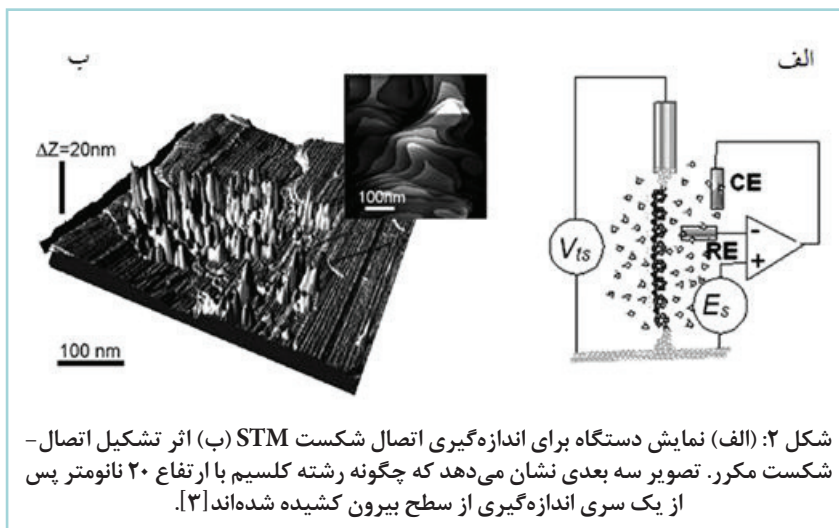 الف
ب
ΔZ=20nm
100nm
100 nm
CE
RE
Vts
Es
-
+
شکل ۲: (الف) نمایش دستگاه برای اندازه‌گیری اتصال شکست STM (ب) اثر تشکیل اتصال-
شکست مکرر. تصویر سه بعدی نشان می‌دهد که چگونه رشته کلسیم با ارتفاع ۲۰ نانومتر پس
از یک سری اندازه‌گیری از سطح بیرون کشیده شده‌اند[۳].